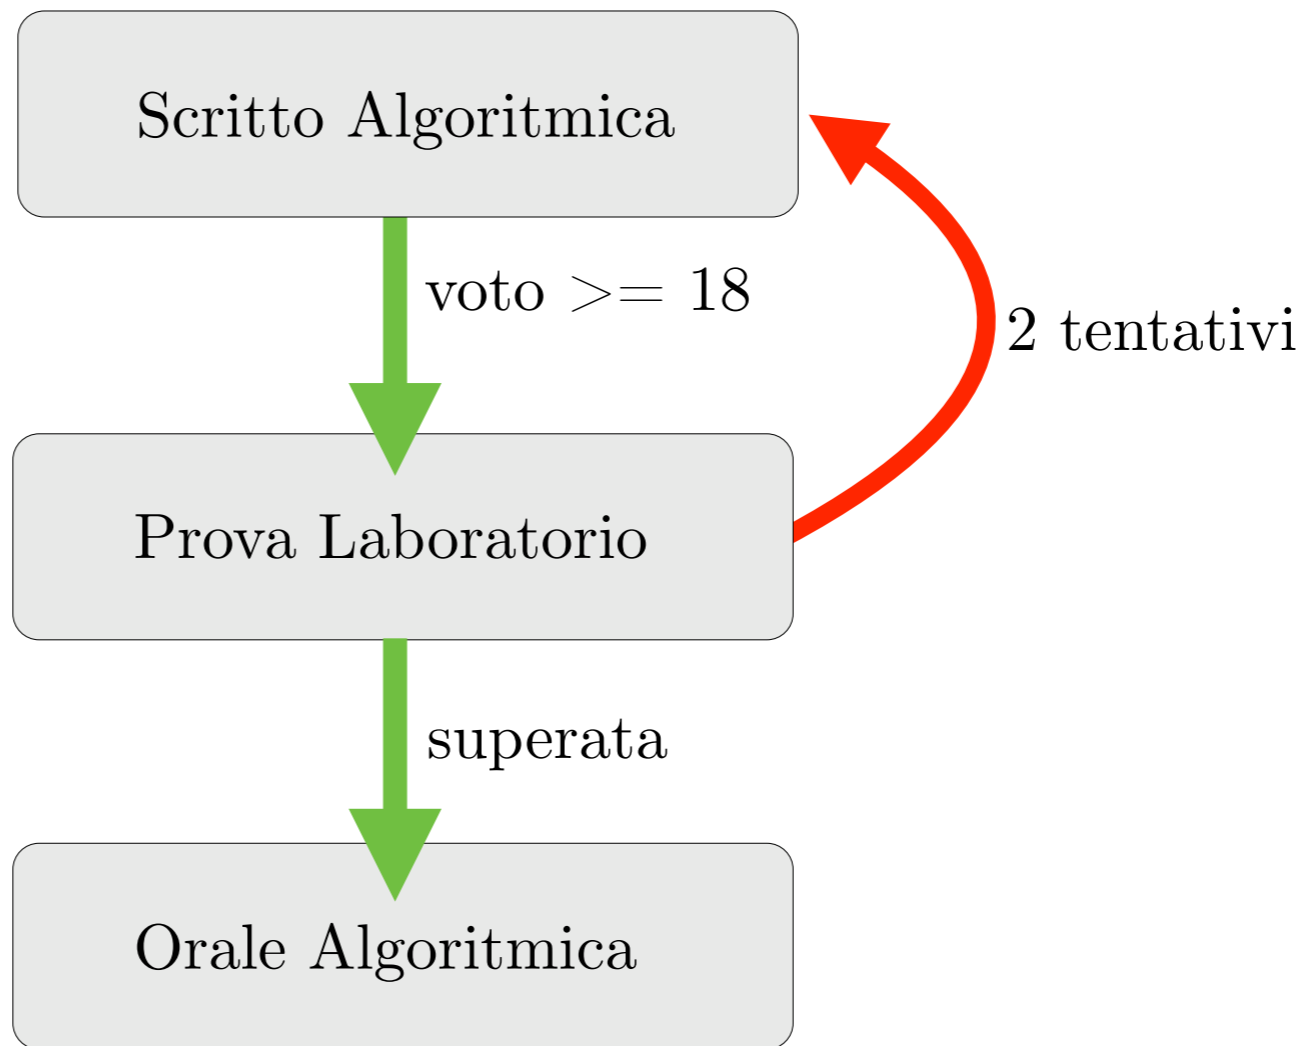 Scritto Algoritmica
voto >= 18
2 tentativi
Prova Laboratorio
superata
Orale Algoritmica